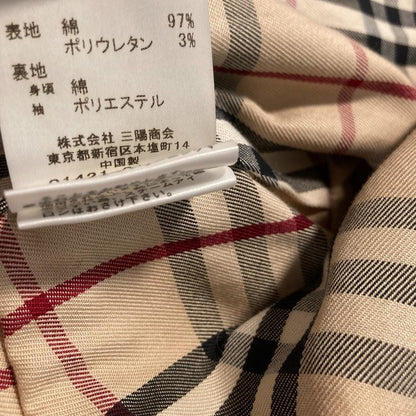 表地 綿 97%
ポリウレタン 3%
裏地
身頃 綿
袖 ポリエステル
株式会社 三陽商会
東京都新宿区本塩町14
中国製